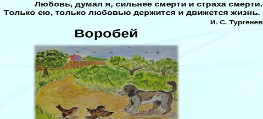 Любовь, думал я, сильнее смерти и страха смерти.
Только ею, только любовью держится и движется жизнь.
И. С. Тургенев
Воробей